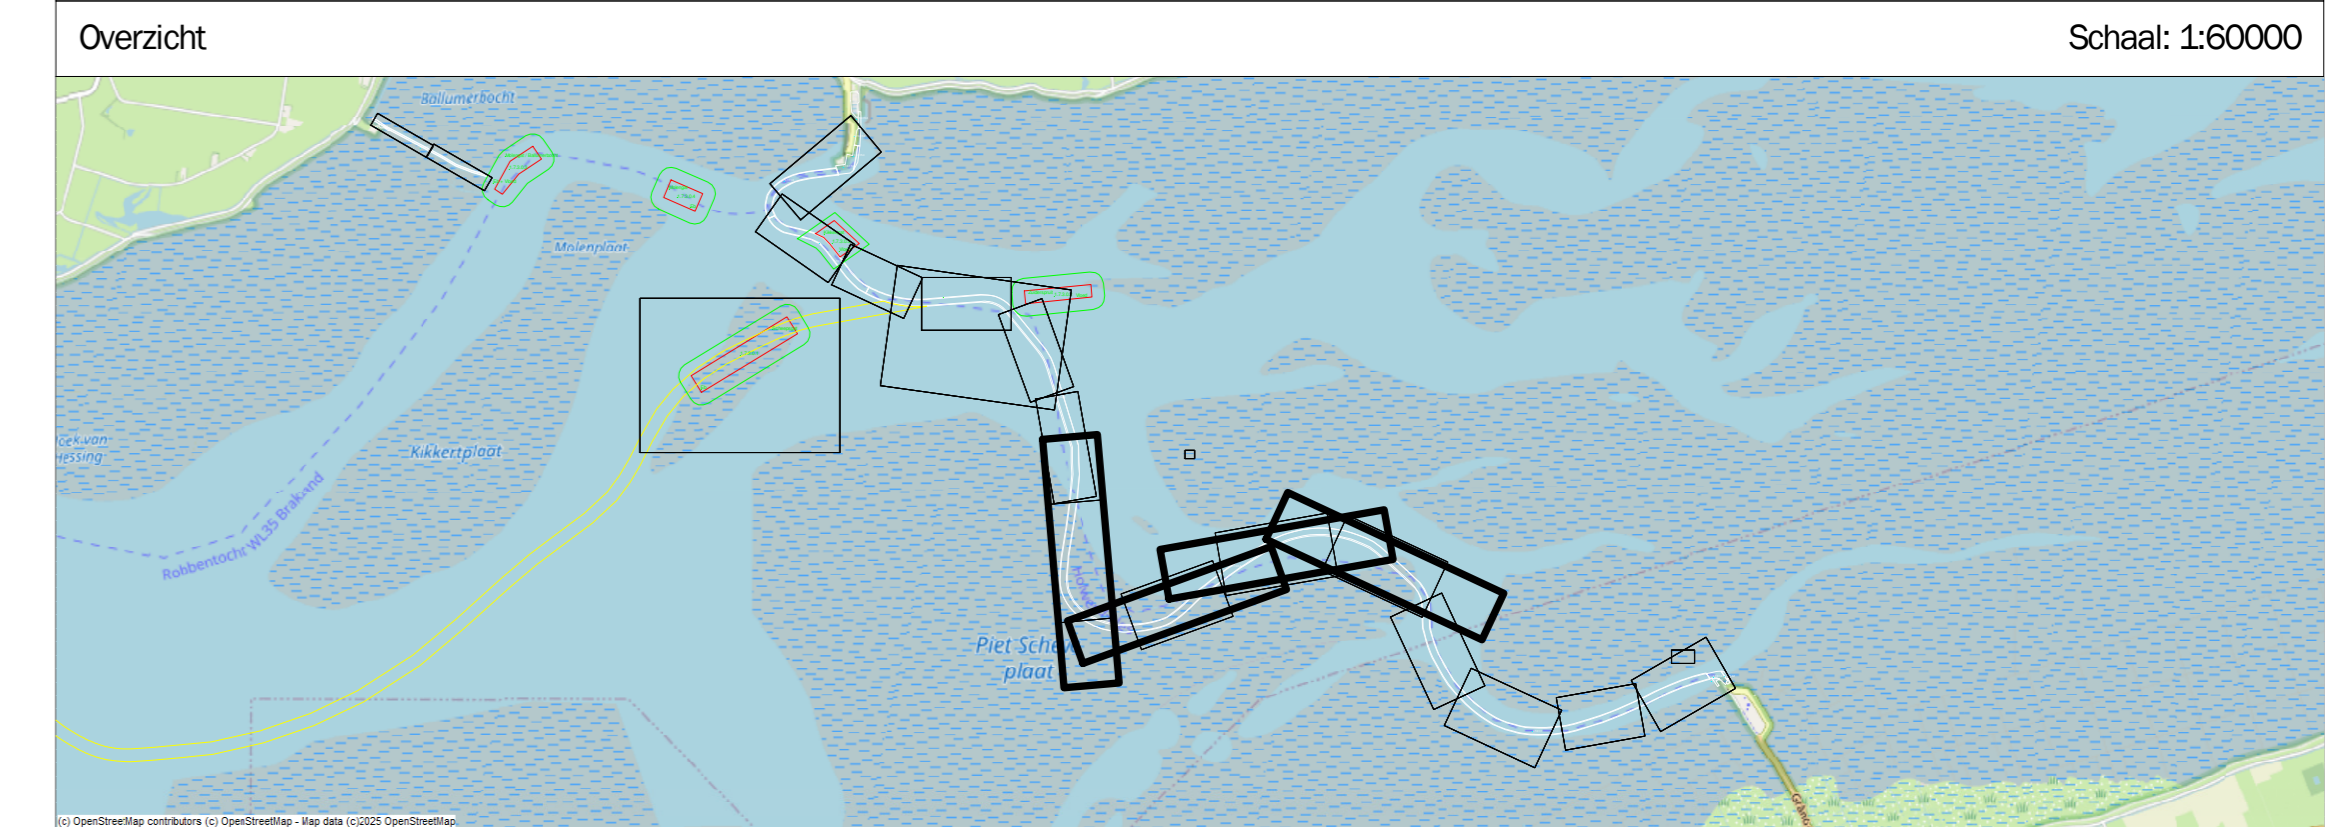 Overzicht
Schaal: 1:60000
Ballumerbocht
Molenplaat
Kikkertplaat
Robbentocht WL35 Brakzand
Piet Scheve
plaat
(c) OpenStreetMap contributors (c) OpenStreetMap - Map data (c)2025 OpenStreetMap